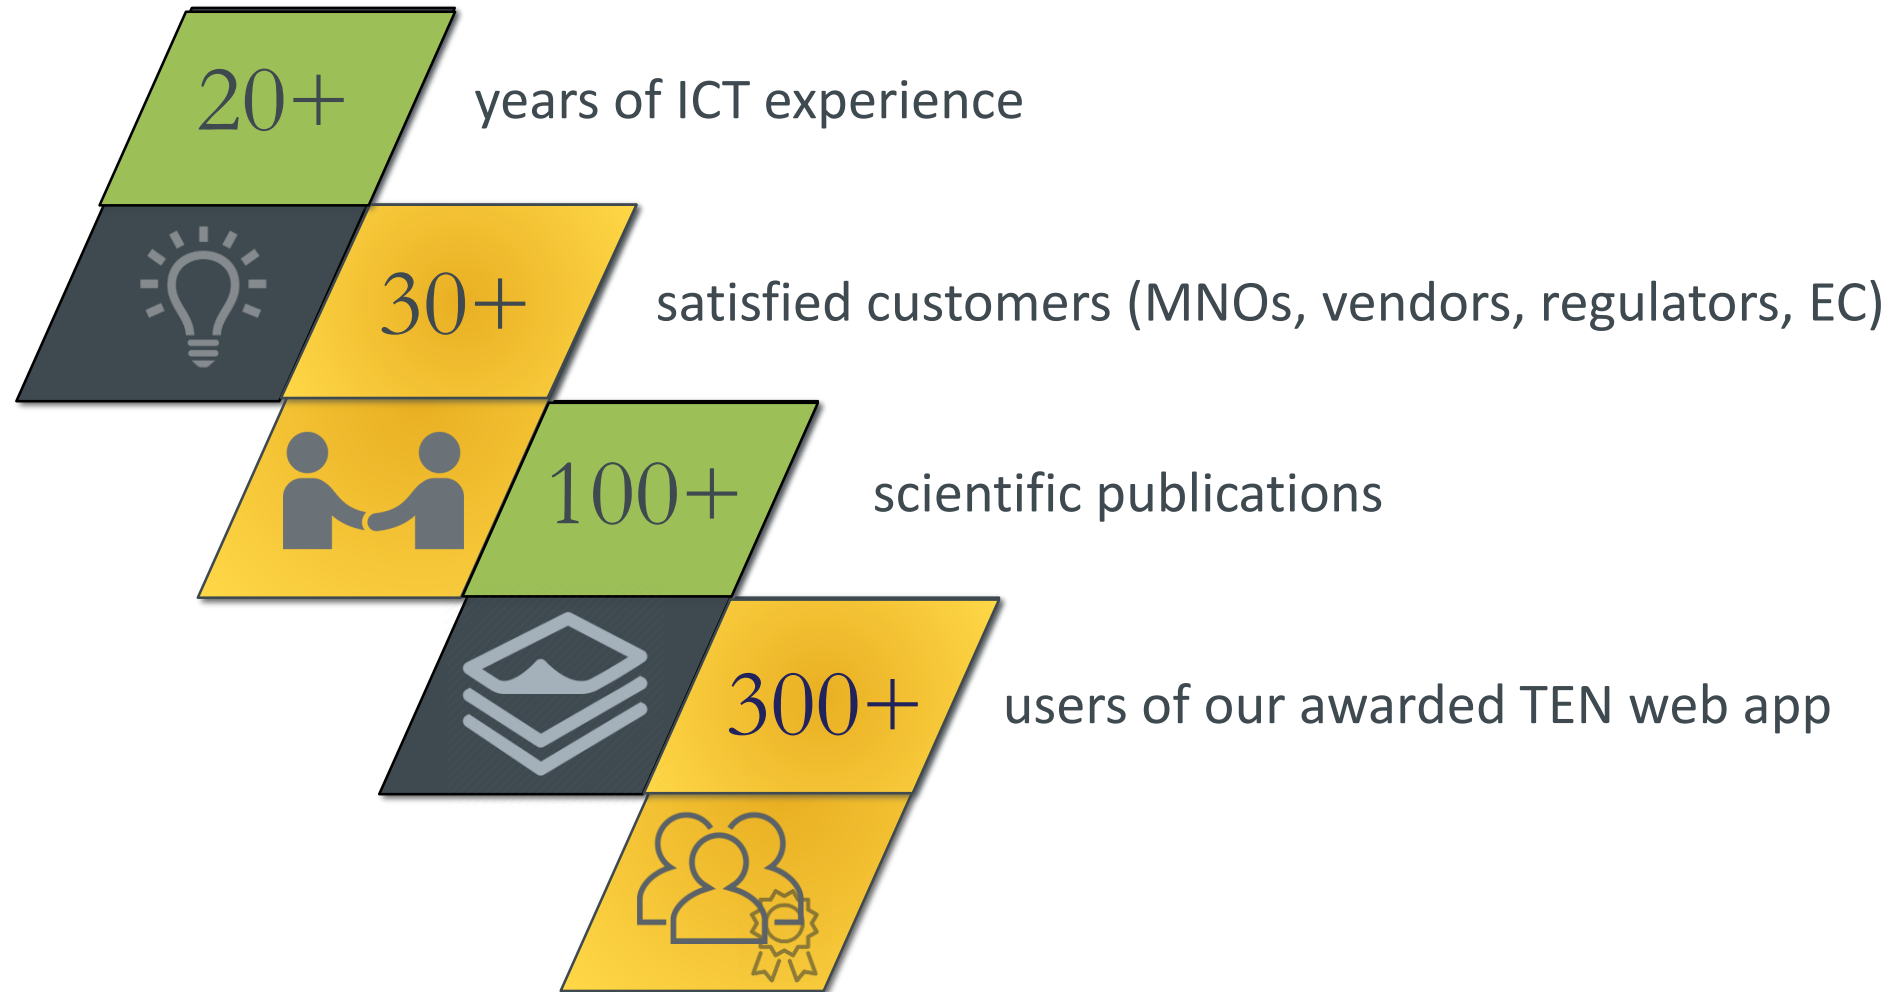 20+ years of ICT experience
30+ satisfied customers (MNOs, vendors, regulators, EC)
100+ scientific publications
300+ users of our awarded TEN web app